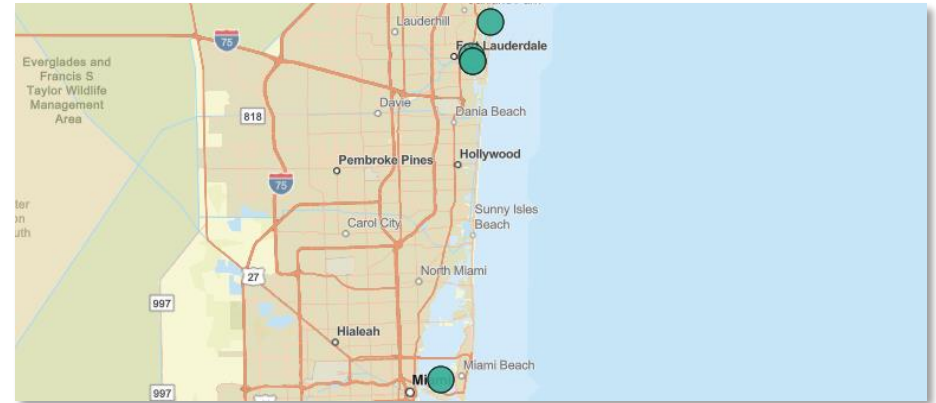 Lauderhill
75
Lauderdale
Everglades and
Francis S
Taylor Wildlife
Management
Area
Davie
818
Dania Beach
Hollywood
Pembroke Pines
75
Sunny Isles
Beach
Carol City
North Miami
27
997
Hialeah
Miami Beach
997